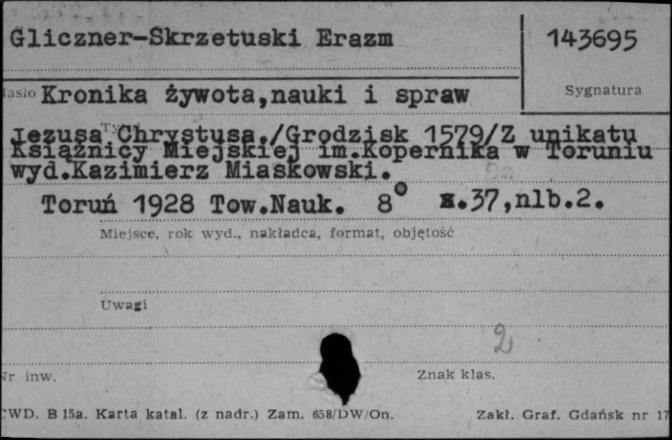 Gliczner-Skrzetuski Erazm
143695
Sygnatura
Kronika żywota,nauki i spraw
Iezusa Chrystusa,/Grodzisk 1579/Z unikatu
Książnicy Miejskiej im.Kopernika w Toruniu
wyd.Kazimierz Miaskowski.
Toruń 1928 Tow.Nauk. 8° s.37,nlb.2.
Miejsce, rok wyd., nakładca, format, objętość
Uwagi
2
Nr inw.
Znak klas.
CWD. B 15a. Karta katal. (z nadr.) Zam. 658/DW/On.
Zakł. Graf. Gdańsk nr 17